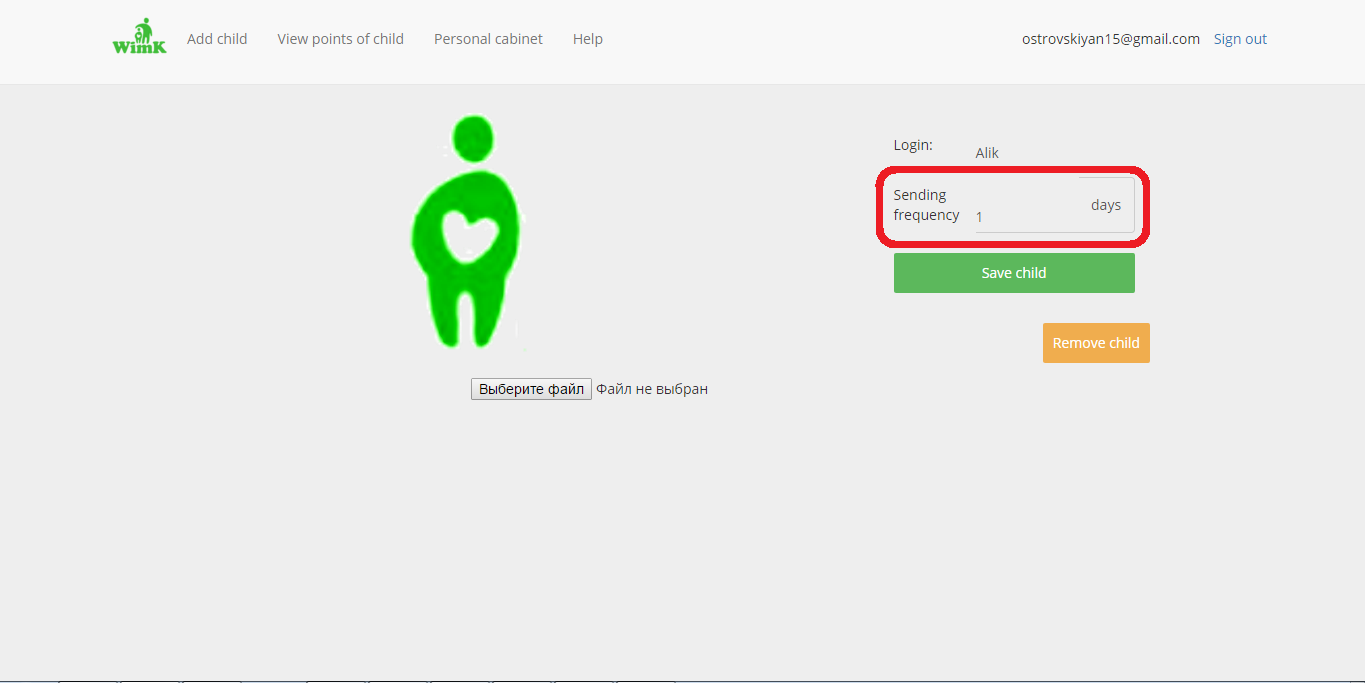 WimK
Add child
View points of child
Personal cabinet
Help
ostrovskiyan15@gmail.com
Sign out
Login:
Alik
Sending
frequency
1
days
Save child
Remove child
Выберите файл
Файл не выбран